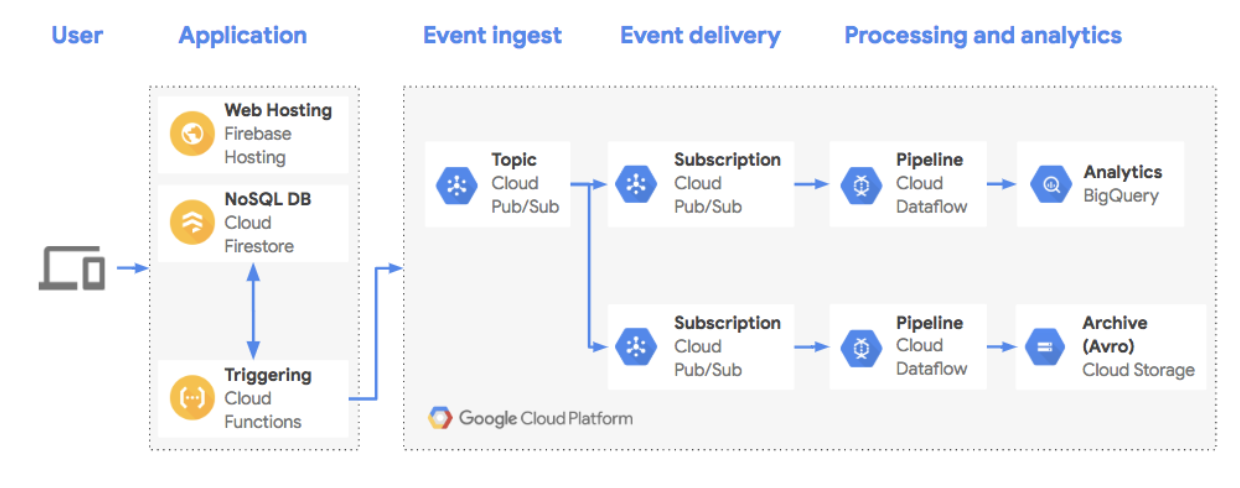 User
Application
Event ingest
Event delivery
Processing and analytics
Web Hosting
Firebase
Hosting
NoSQL DB
Cloud
Firestore
Triggering
Cloud
Functions
Topic
Cloud
Pub/Sub
Subscription
Cloud
Pub/Sub
Pipeline
Cloud
Dataflow
Analytics
BigQuery
Subscription
Cloud
Pub/Sub
Pipeline
Cloud
Dataflow
Archive
(Avro)
Cloud Storage
Google Cloud Platform